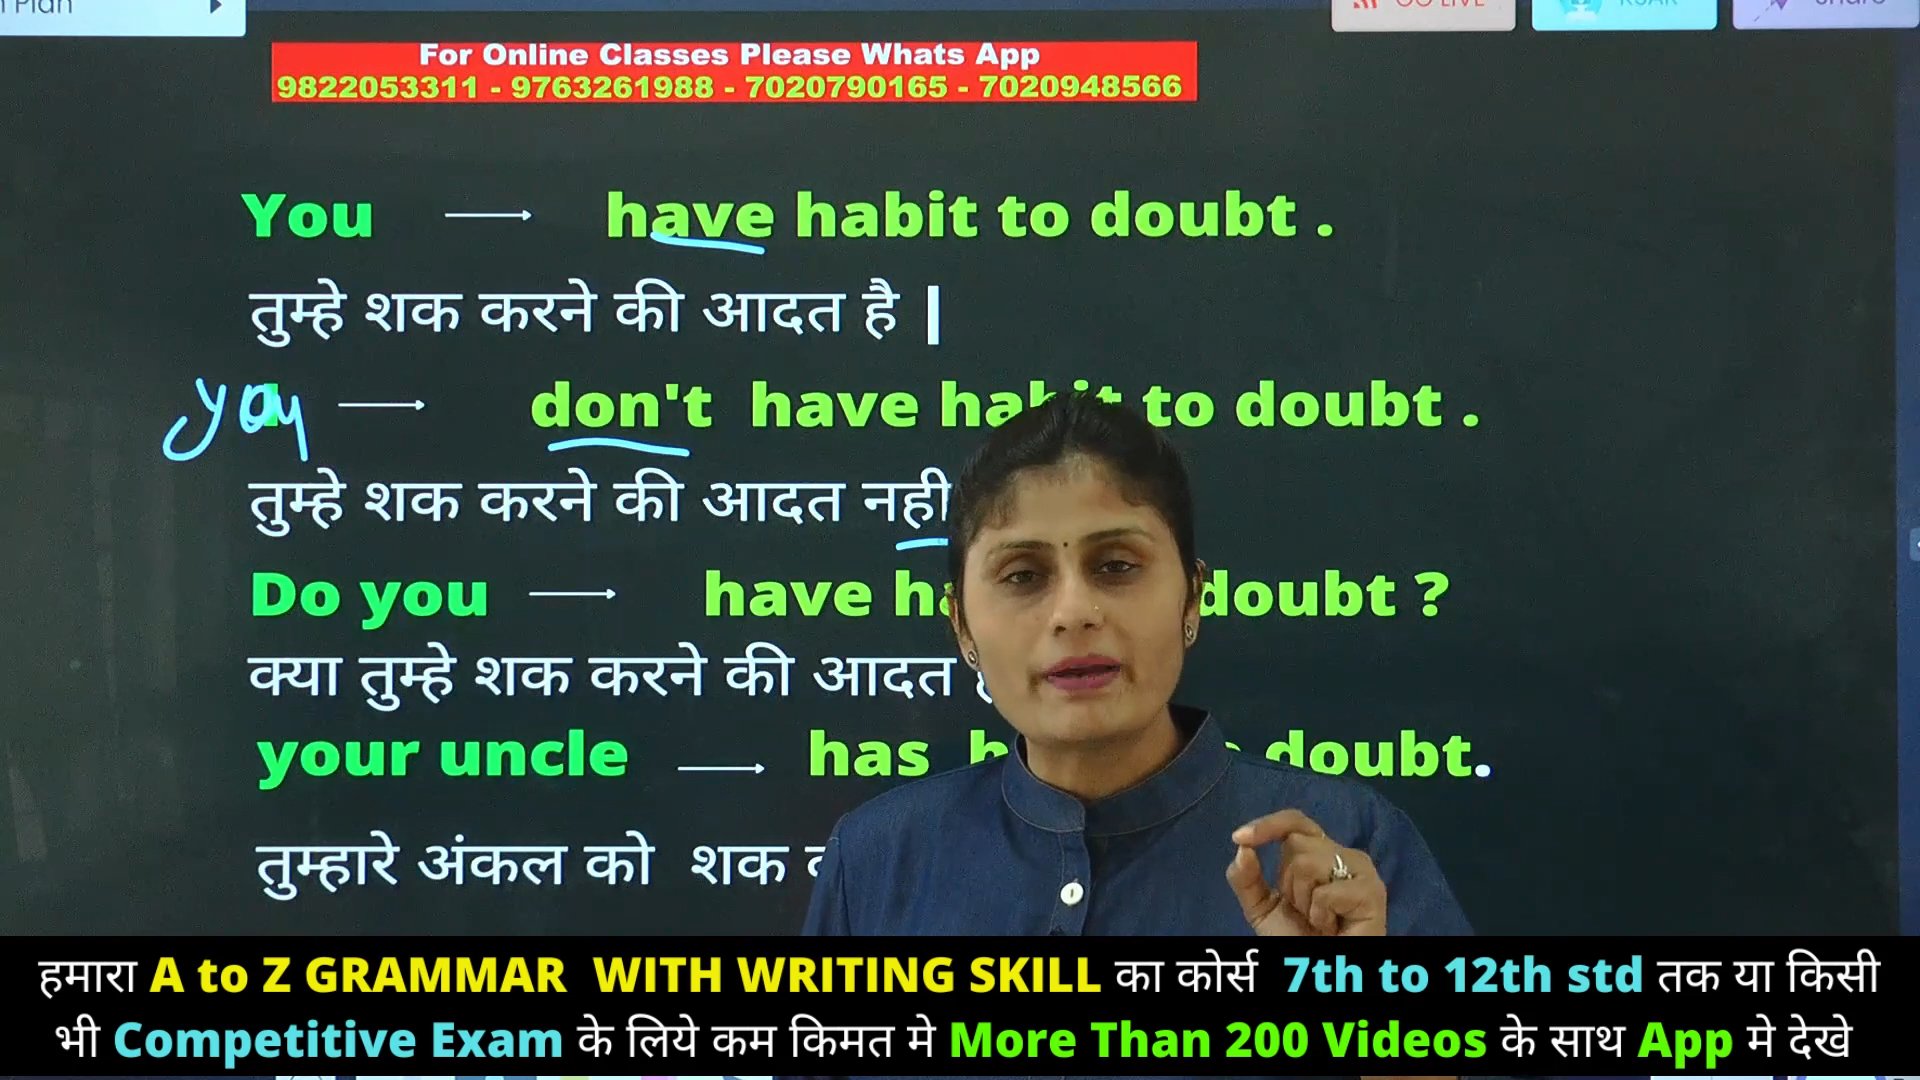 Plan
For Online Classes Please Whats App
9822053311 - 9763261988 - 7020790165 - 7020948566
You → have habit to doubt .
तुम्हे शक करने की आदत है |
you → don't have habit to doubt .
तुम्हे शक करने की आदत नही
Do you → have doubt ?
क्या तुम्हे शक करने की आदत
your uncle → has doubt.
तुम्हारे अंकल को शक
हमारा A to Z GRAMMAR WITH WRITING SKILL का कोर्स 7th to 12th std तक या किसी
भी Competitive Exam के लिये कम किमत मे More Than 200 Videos के साथ App मे देखे